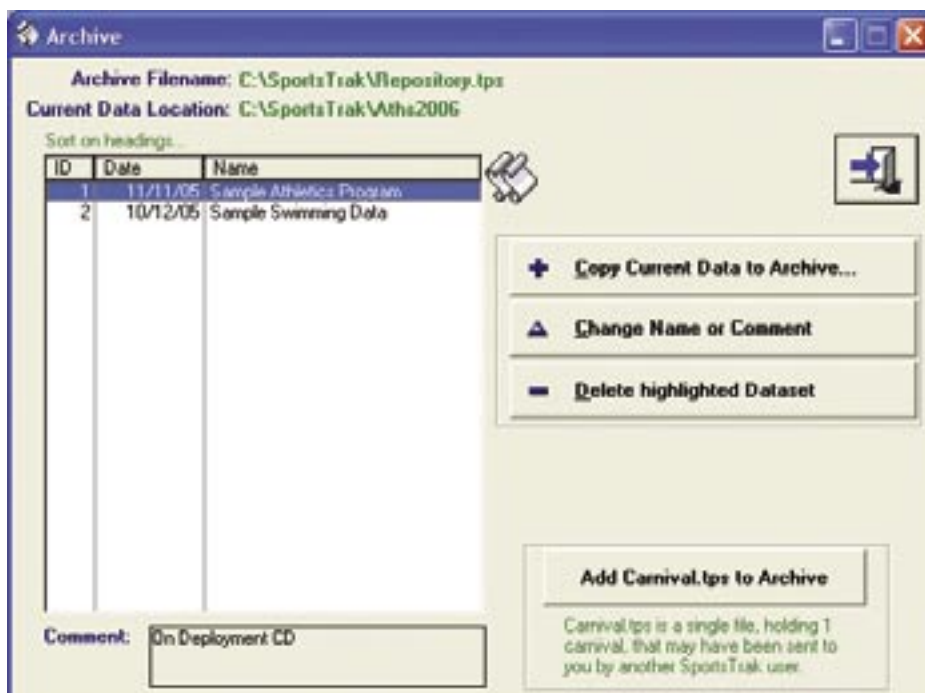 Archive
Archive Filename: C:\SportsTrak\Repository.tps
Current Data Location: C:\SportsTrak\Aths2006
Sort on headings...
ID Date Name
1 11/11/05 Sample Athletics Program
2 10/12/05 Sample Swimming Data
Copy Current Data to Archive...
Change Name or Comment
Delete highlighted Dataset
Add Carnival.tps to Archive
Carnival.tps is a single file, holding 1
carnival, that may have been sent to
you by another SportsTrak user.
Comment: On Deployment CD